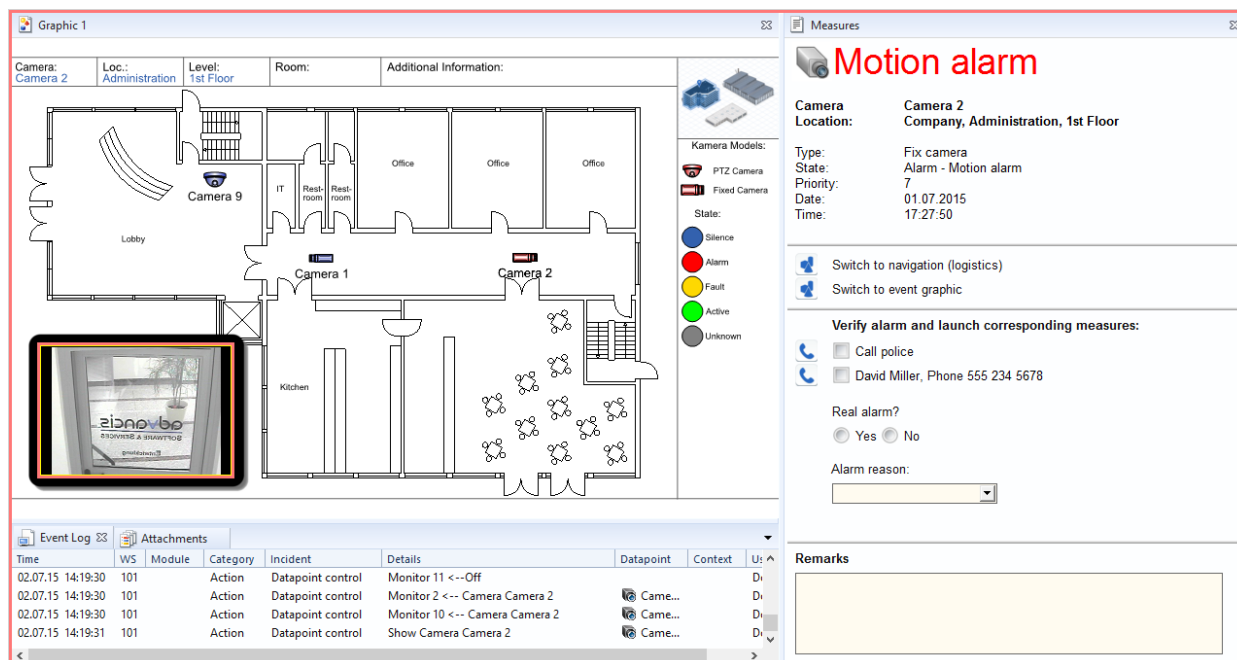 Graphic 1
Camera: Loc.: Level: Room: Additional Information:
Camera 2 Administration 1st Floor
Camera 9
Lobby
IT
Rest-
room
Rest-
room
Office
Office
Office
Camera 1
Camera 2
Kitchen
advancis
SOFTWARE & SERVICES
Entwicklung
Kamera Models:
PTZ Camera
Fixed Camera
State:
Silence
Alarm
Fault
Active
Unknown
Event Log Attachments
Time WS Module Category Incident Details Datapoint Context
02.07.15 14:19:30 101 Action Datapoint control Monitor 11 <--Off
02.07.15 14:19:30 101 Action Datapoint control Monitor 2 <-- Camera Camera 2 Came...
02.07.15 14:19:30 101 Action Datapoint control Monitor 10 <-- Camera Camera 2 Came...
02.07.15 14:19:31 101 Action Datapoint control Show Camera Camera 2 Came...
Measures
Motion alarm
Camera Camera 2
Location: Company, Administration, 1st Floor
Type: Fix camera
State: Alarm - Motion alarm
Priority: 7
Date: 01.07.2015
Time: 17:27:50
Switch to navigation (logistics)
Switch to event graphic
Verify alarm and launch corresponding measures:
Call police
David Miller, Phone 555 234 5678
Real alarm?
Yes No
Alarm reason:
Remarks